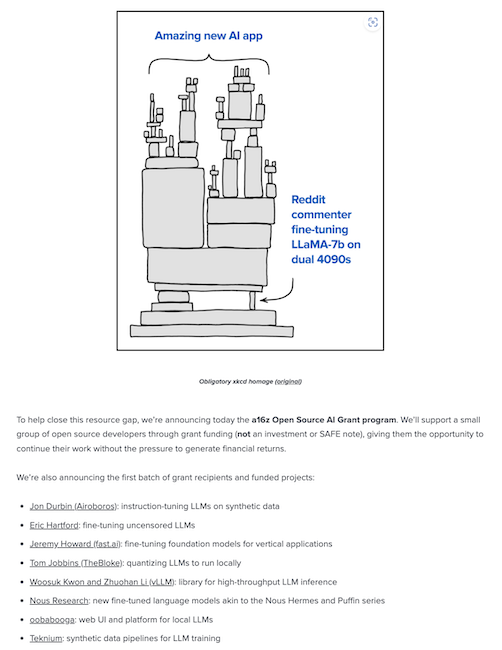 Amazing new AI app
Reddit
commenter
fine-tuning
LLaMA-7b on
dual 4090s
Obligatory xkcd homage (original)
To help close this resource gap, we're announcing today the a16z Open Source AI Grant program. We'll support a small
group of open source developers through grant funding (not an investment or SAFE note), giving them the opportunity to
continue their work without the pressure to generate financial returns.
We're also announcing the first batch of grant recipients and funded projects:
• Jon Durbin (Airoboros): instruction-tuning LLMs on synthetic data
• Eric Hartford: fine-tuning uncensored LLMs
• Jeremy Howard (fast.ai): fine-tuning foundation models for vertical applications
• Tom Jobbins (TheBloke): quantizing LLMs to run locally
• Woosuk Kwon and Zhuohan Li (vLLM): library for high-throughput LLM inference
• Nous Research: new fine-tuned language models akin to the Nous Hermes and Puffin series
• oobabooga: web UI and platform for local LLMs
• Teknium: synthetic data pipelines for LLM training